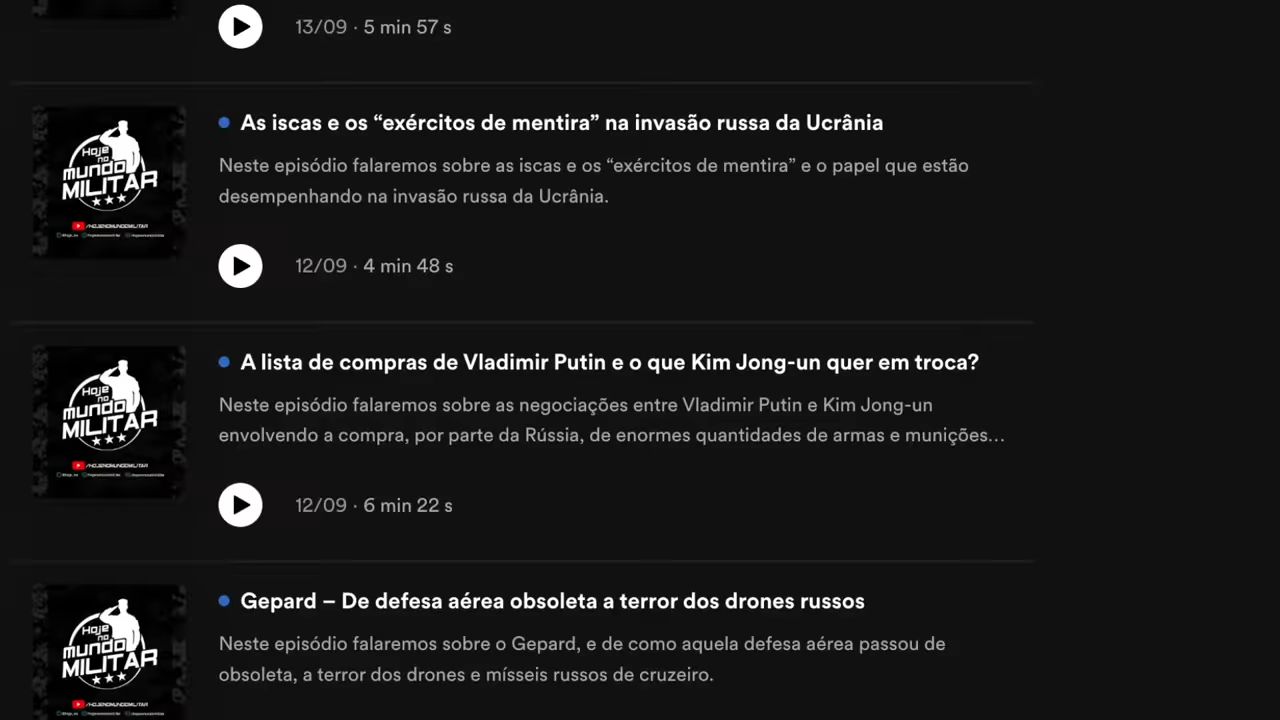 13/09 · 5 min 57 s
Hoje
no
mundo
MILITAR
/HOJENOMUNDOMILITAR
As iscas e os “exércitos de mentira” na invasão russa da Ucrânia
Neste episódio falaremos sobre as iscas e os “exércitos de mentira” e o papel que estão
desempenhando na invasão russa da Ucrânia.
12/09 · 4 min 48 s
Hoje
no
mundo
MILITAR
/HOJENOMUNDOMILITAR
A lista de compras de Vladimir Putin e o que Kim Jong-un quer em troca?
Neste episódio falaremos sobre as negociações entre Vladimir Putin e Kim Jong-un
envolvendo a compra, por parte da Rússia, de enormes quantidades de armas e munições…
12/09 · 6 min 22 s
Hoje
no
mundo
MILITAR
/HOJENOMUNDOMILITAR
Gepard – De defesa aérea obsoleta a terror dos drones russos
Neste episódio falaremos sobre o Gepard, e de como aquela defesa aérea passou de
obsoleta, a terror dos drones e mísseis russos de cruzeiro.